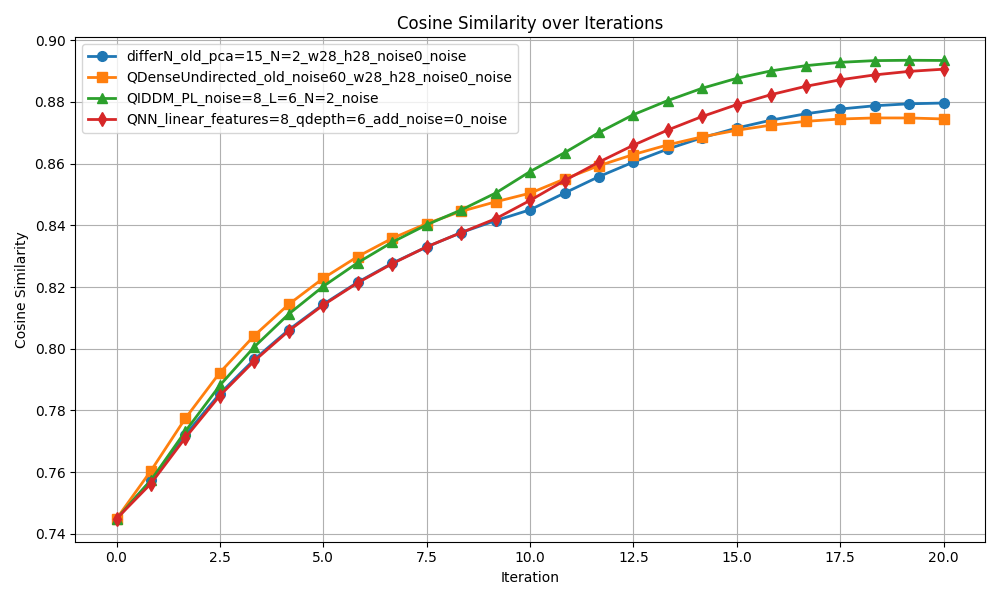 Cosine Similarity over Iterations
differN_old_pca=15_N=2_w28_h28_noise0_noise
QDenseUndirected_old_noise60_w28_h28_noise0_noise
QIDDM_PL_noise=8_L=6_N=2_noise
QNN_linear_features=8_qdepth=6_add_noise=0_noise
Cosine Similarity
0.90
0.88
0.86
0.84
0.82
0.80
0.78
0.76
0.74
0.0 2.5 5.0 7.5 10.0 12.5 15.0 17.5 20.0
Iteration